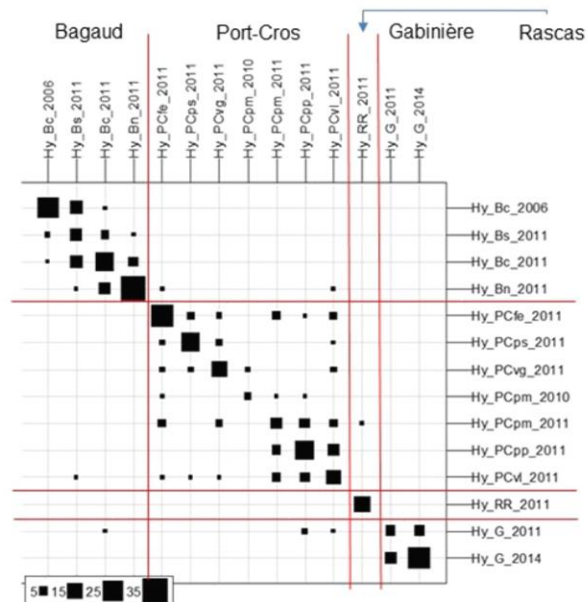 Bagaud Port-Cros Gabinière Rascas
Hy_Bc_2006
Hy_Bs_2011
Hy_Bc_2011
Hy_Bn_2011
Hy_PCfe_2011
Hy_PCps_2011
Hy_PCvg_2011
Hy_PCpm_2010
Hy_PCpm_2011
Hy_PCpp_2011
Hy_PCvl_2011
Hy_RR_2011
Hy_G_2011
Hy_G_2014
Hy_Bc_2006
Hy_Bs_2011
Hy_Bc_2011
Hy_Bn_2011
Hy_PCfe_2011
Hy_PCps_2011
Hy_PCvg_2011
Hy_PCpm_2010
Hy_PCpm_2011
Hy_PCpp_2011
Hy_PCvl_2011
Hy_RR_2011
Hy_G_2011
Hy_G_2014
5 15 25 35